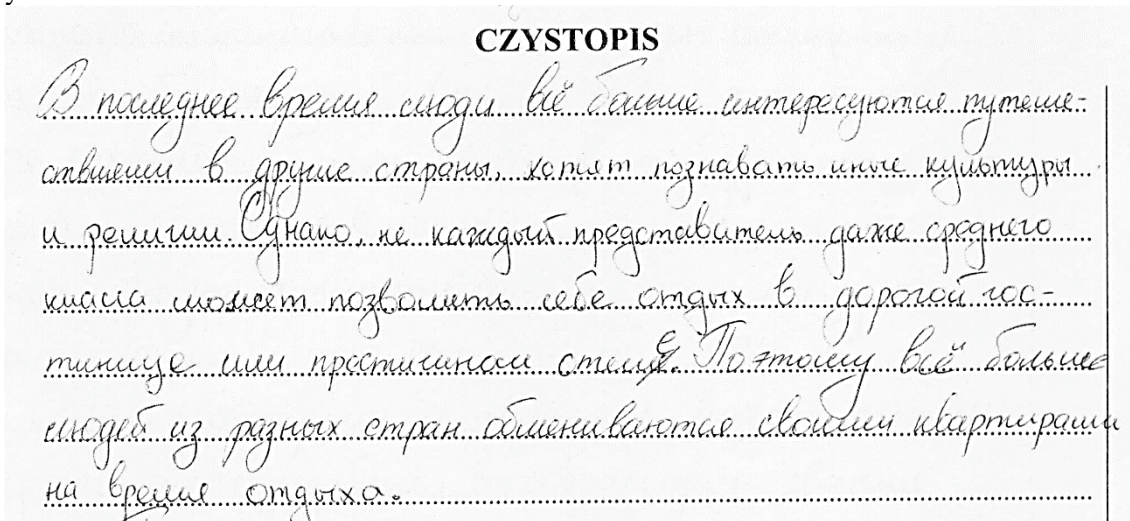 CZYSTOPIS
В последнее время люди всё больше интересуются путеше-
ствиями в другие страны, хотят познавать иные культуры
и религии. Однако, не каждый представитель даже среднего
класса может позволить себе отдых в дорогой гос-
тинице или престижном отеле. Поэтому всё больше
людей из разных стран обмениваются своими квартирами
на время отдыха.